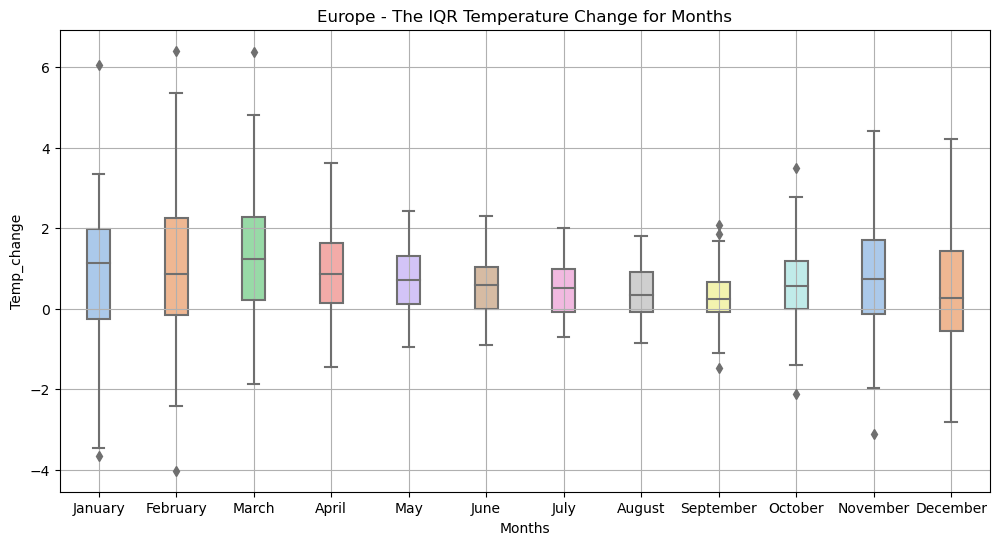 Europe - The IQR Temperature Change for Months
Temp_change
6
4
2
0
−2
−4
January February March April May June July August September October November December
Months